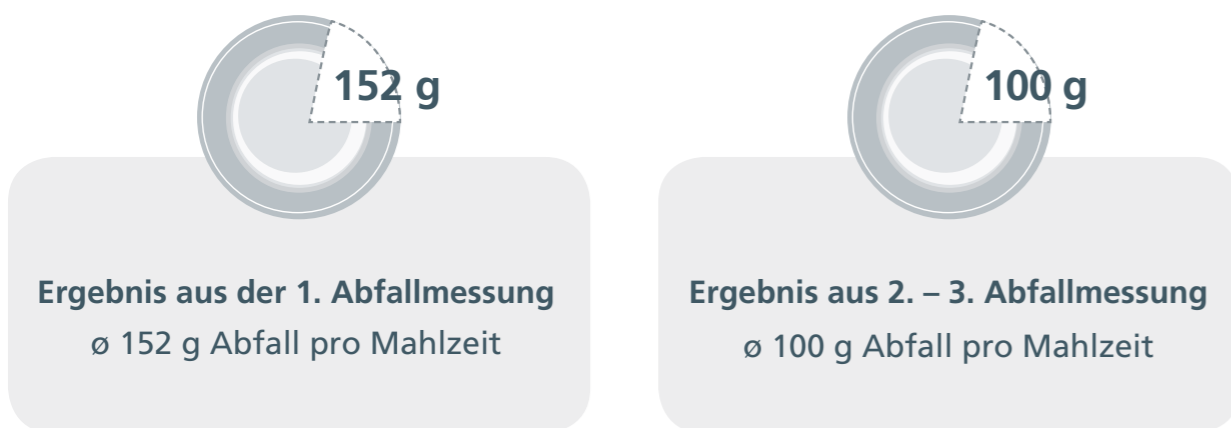 152 g
Ergebnis aus der 1. Abfallmessung
ø 152 g Abfall pro Mahlzeit
100 g
Ergebnis aus 2. – 3. Abfallmessung
ø 100 g Abfall pro Mahlzeit